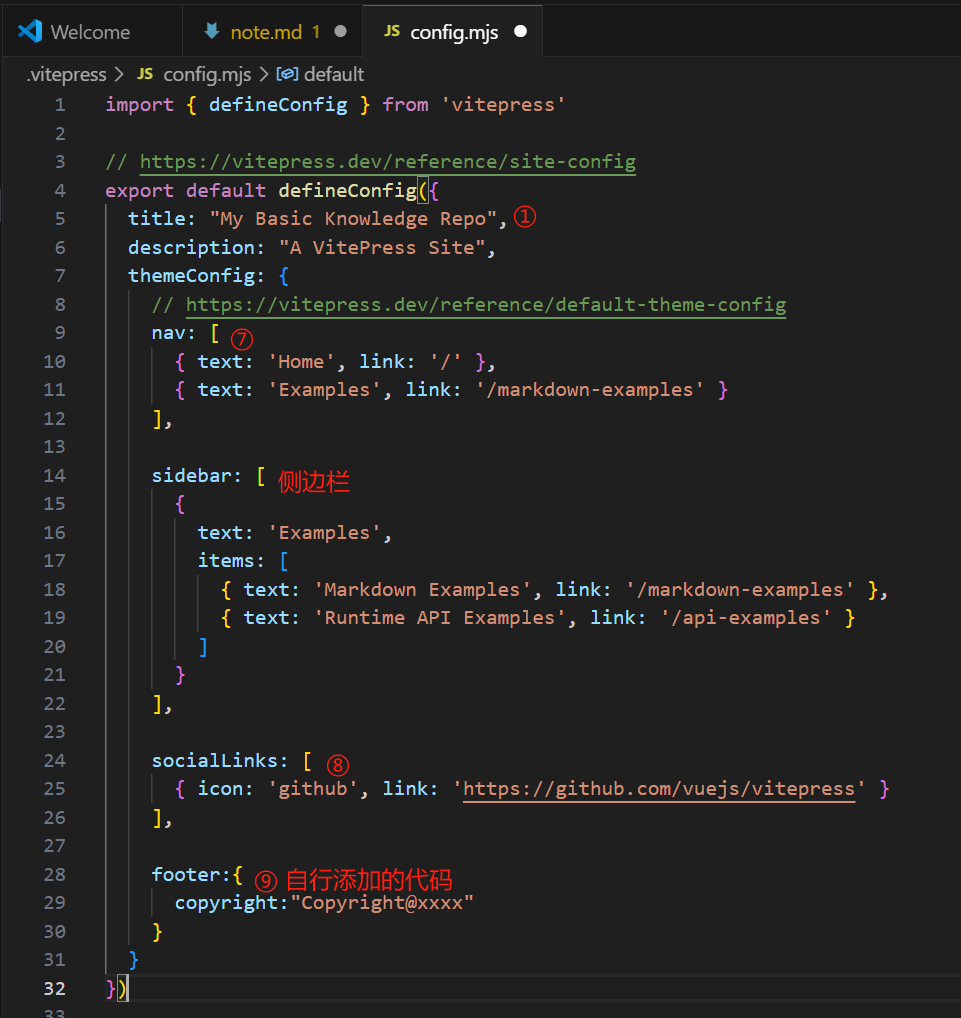 Welcome note.md 1 JS config.mjs
.vitepress > JS config.mjs > default
1 import { defineConfig } from 'vitepress'
2
3 // https://vitepress.dev/reference/site-config
4 export default defineConfig({
5 title: "My Basic Knowledge Repo", ①
6 description: "A VitePress Site",
7 themeConfig: {
8 // https://vitepress.dev/reference/default-theme-config
9 nav: [ ⑦
10 { text: 'Home', link: '/' },
11 { text: 'Examples', link: '/markdown-examples' }
12 ],
13
14 sidebar: [ 侧边栏
15 {
16 text: 'Examples',
17 items: [
18 { text: 'Markdown Examples', link: '/markdown-examples' },
19 { text: 'Runtime API Examples', link: '/api-examples' }
20 ]
21 }
22 ],
23
24 socialLinks: [ ⑧
25 { icon: 'github', link: 'https://github.com/vuejs/vitepress' }
26 ],
27
28 footer:{ ⑨ 自行添加的代码
29 copyright:"Copyright@xxxx"
30 }
31 }
32 })
33